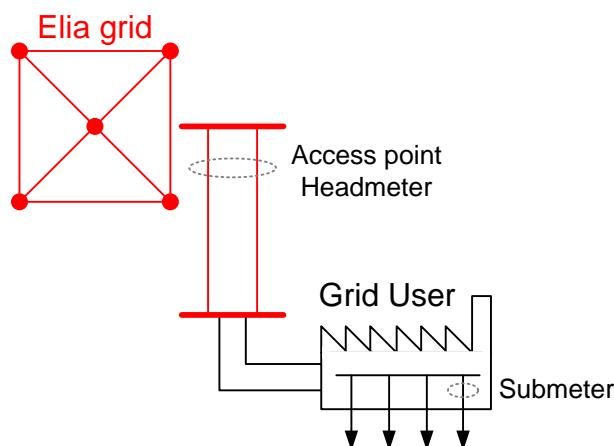 Elia grid
Access point
Headmeter
Grid User
Submeter